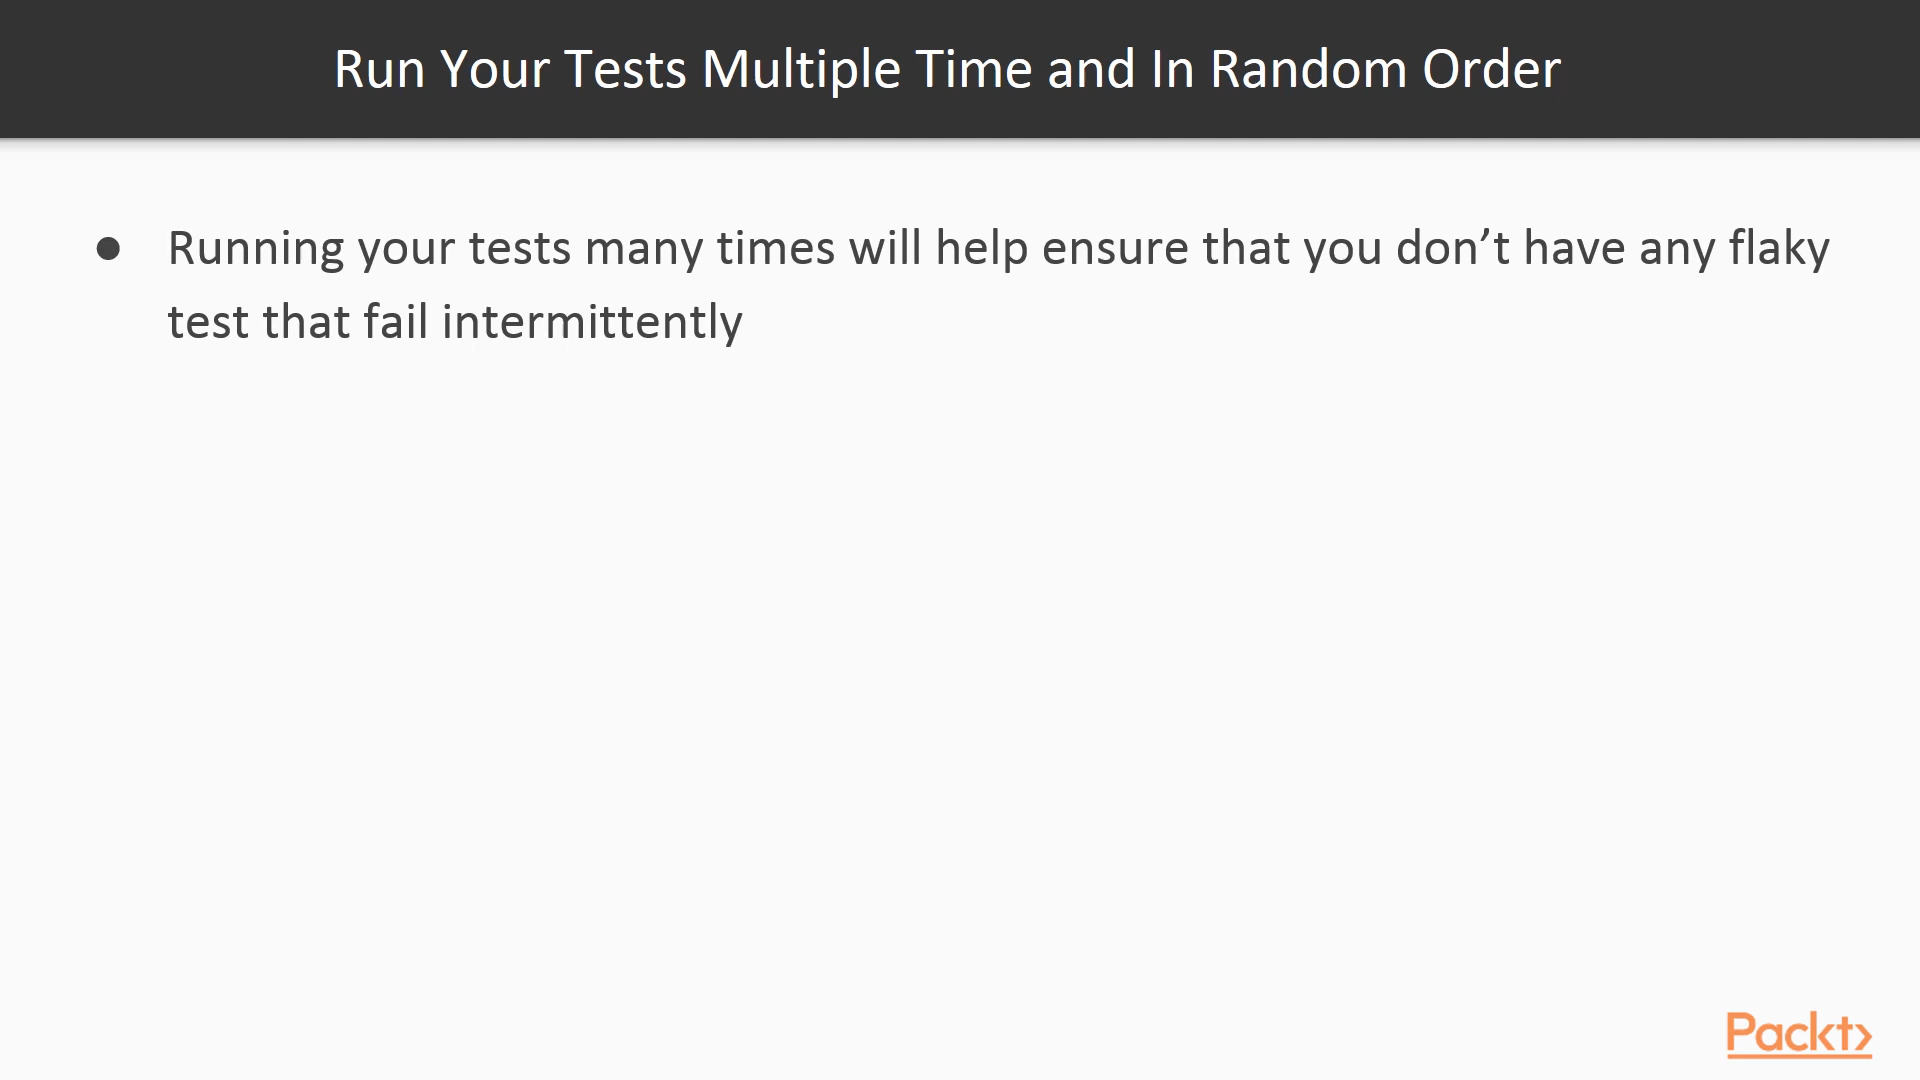 Run Your Tests Multiple Time and In Random Order
● Running your tests many times will help ensure that you don’t have any flaky
test that fail intermittently
Packt>